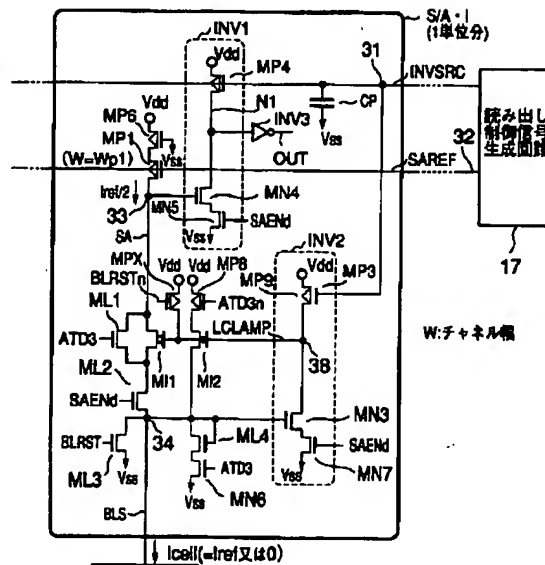 S/A・I
(1単位分)
INV1
Vdd
MP4
31
INVSRC
Vdd
N1
CP
Vss
INV3
OUT
MP6
MP1
Vss
(W=Wp1)
SAREF
32
読み出し
制御信号
生成回路
17
Iref/2
33
MN4
MN5
SAENd
Vss
SA
INV2
MPX
Vdd
MP8
Vdd
MP3
BLRSTn
ATD3n
MP9
ML1
LCLAMP
W:チャネル幅
ATD3
38
ML2
MI1
MI2
SAENd
34
MN3
BLRST
ML4
SAENd
ML3
Vss
ATD3
Vss
MN7
Vss
MN6
BLS
Icell(=Iref又は0)